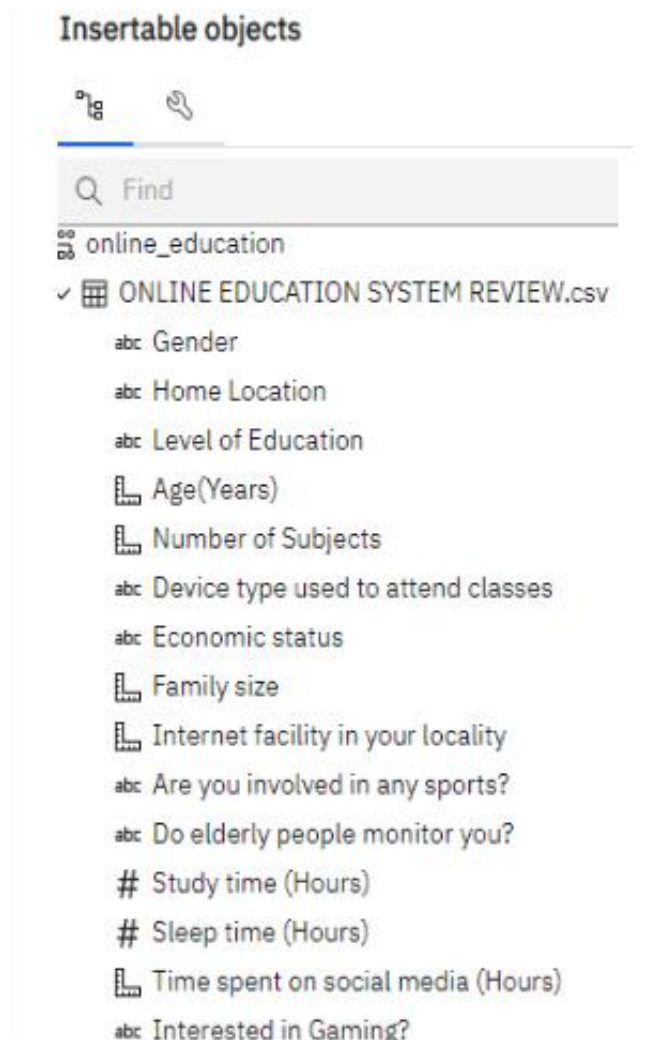 Insertable objects
Find
online_education
ONLINE EDUCATION SYSTEM REVIEW.csv
abc Gender
abc Home Location
abc Level of Education
Age(Years)
Number of Subjects
abc Device type used to attend classes
abc Economic status
Family size
Internet facility in your locality
abc Are you involved in any sports?
abc Do elderly people monitor you?
# Study time (Hours)
# Sleep time (Hours)
Time spent on social media (Hours)
abc Interested in Gaming?